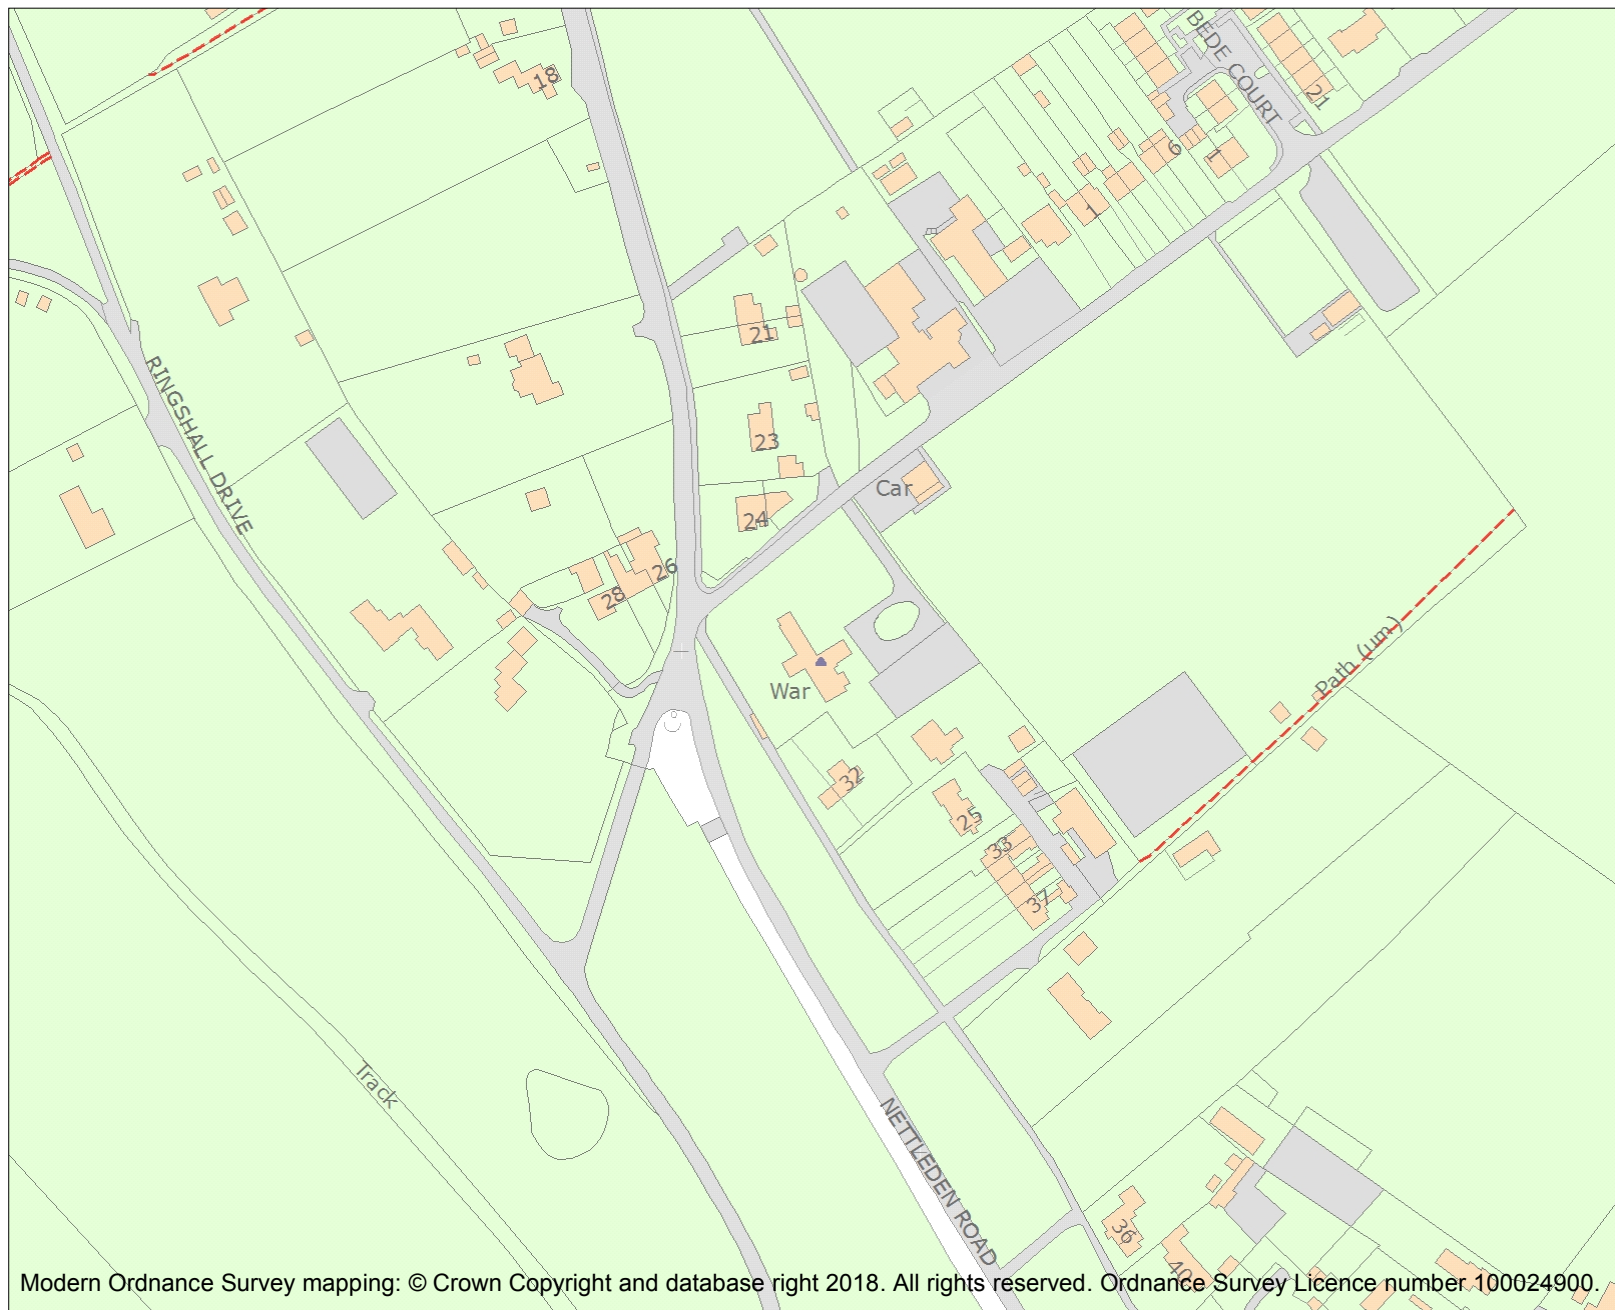 BEDE COURT
18
21
6
1
1
21
RINGSHALL DRIVE
23
Car
24
26
28
Path (um)
War
32
25
33
37
Track
NETTLEDEN ROAD
36
40
Modern Ordnance Survey mapping: © Crown Copyright and database right 2018. All rights reserved. Ordnance Survey Licence number 100024900.